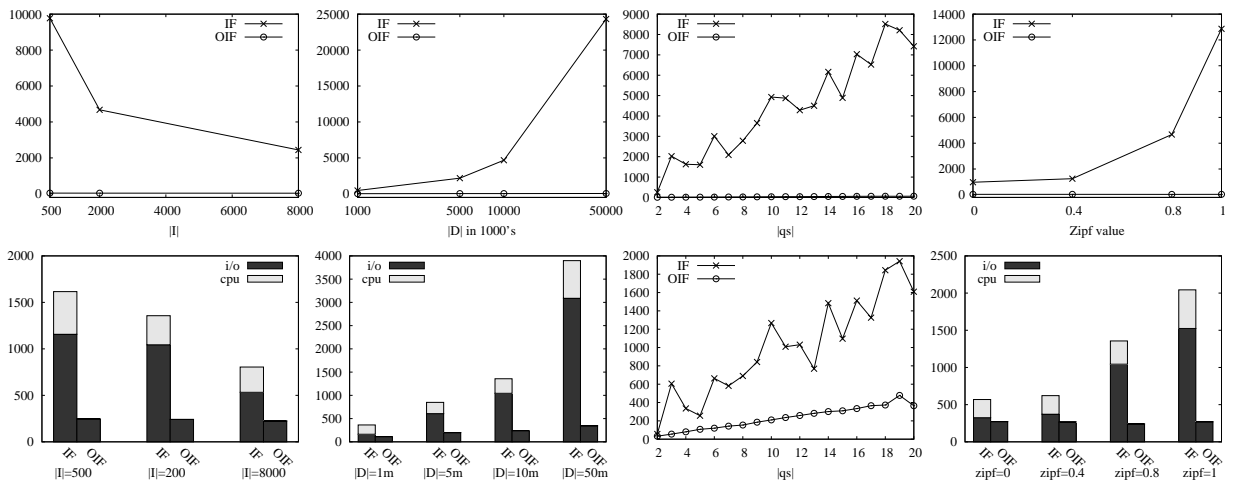 10000
8000
6000
4000
2000
0
500 2000 4000 6000 8000
|I|
IF
OIF
25000
20000
15000
10000
5000
0
1000 5000 10000 50000
|D| in 1000's
IF
OIF
9000
8000
7000
6000
5000
4000
3000
2000
1000
0
2 4 6 8 10 12 14 16 18 20
|qs|
IF
OIF
14000
12000
10000
8000
6000
4000
2000
0
0 0.4 0.8 1
Zipf value
IF
OIF
2000
1500
1000
500
0
i/o
cpu
IF OIF IF OIF IF OIF
|I|=500 |I|=200 |I|=8000
4000
3500
3000
2500
2000
1500
1000
500
0
i/o
cpu
IF OIF IF OIF IF OIF IF OIF
|D|=1m |D|=5m |D|=10m |D|=50m
2000
1800
1600
1400
1200
1000
800
600
400
200
0
2 4 6 8 10 12 14 16 18 20
|qs|
IF
OIF
2500
2000
1500
1000
500
0
i/o
cpu
IF OIF IF OIF IF OIF IF OIF
zipf=0 zipf=0.4 zipf=0.8 zipf=1